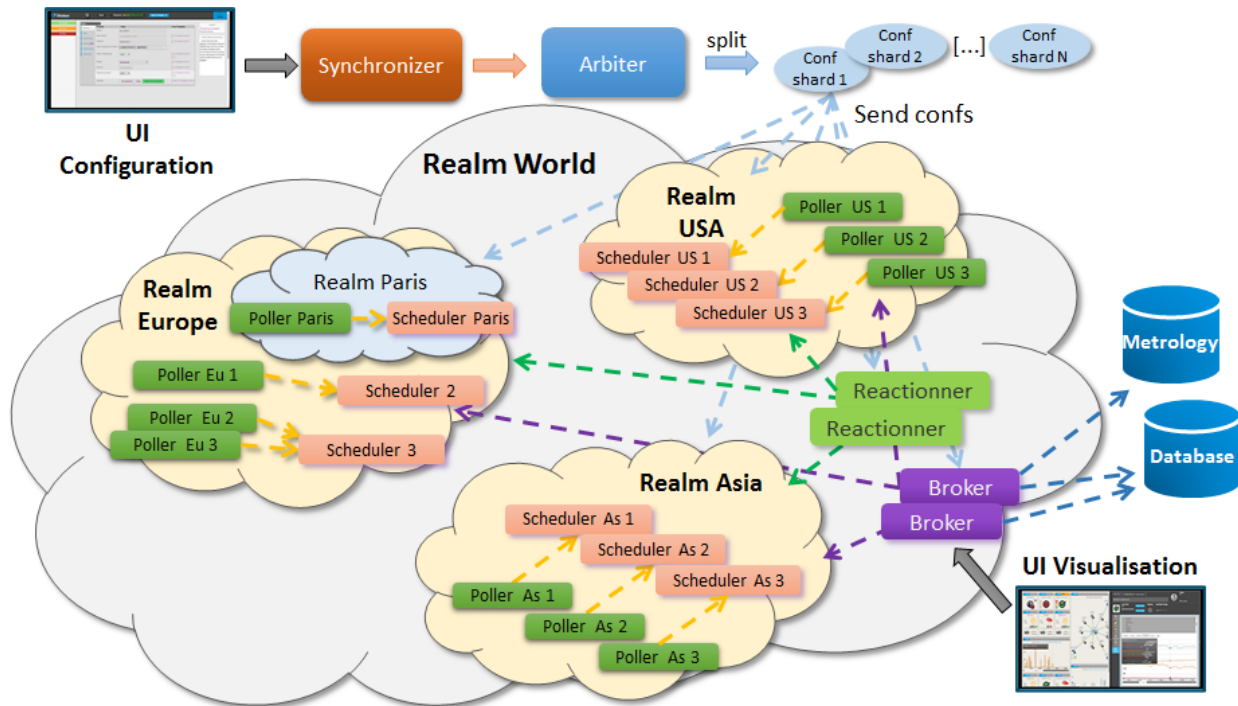 UI
Configuration
Synchronizer
Arbiter
split
Conf
shard 1
Conf
shard 2
[...]
Conf
shard N
Send confs
Realm World
Realm
USA
Poller US 1
Poller US 2
Poller US 3
Scheduler US 1
Scheduler US 2
Scheduler US 3
Realm
Europe
Realm Paris
Poller Paris
Scheduler Paris
Poller Eu 1
Poller Eu 2
Poller Eu 3
Scheduler 2
Scheduler 3
Reactionner
Reactionner
Realm Asia
Scheduler As 1
Scheduler As 2
Scheduler As 3
Poller As 1
Poller As 2
Poller As 3
Broker
Broker
Metrology
Database
UI Visualisation